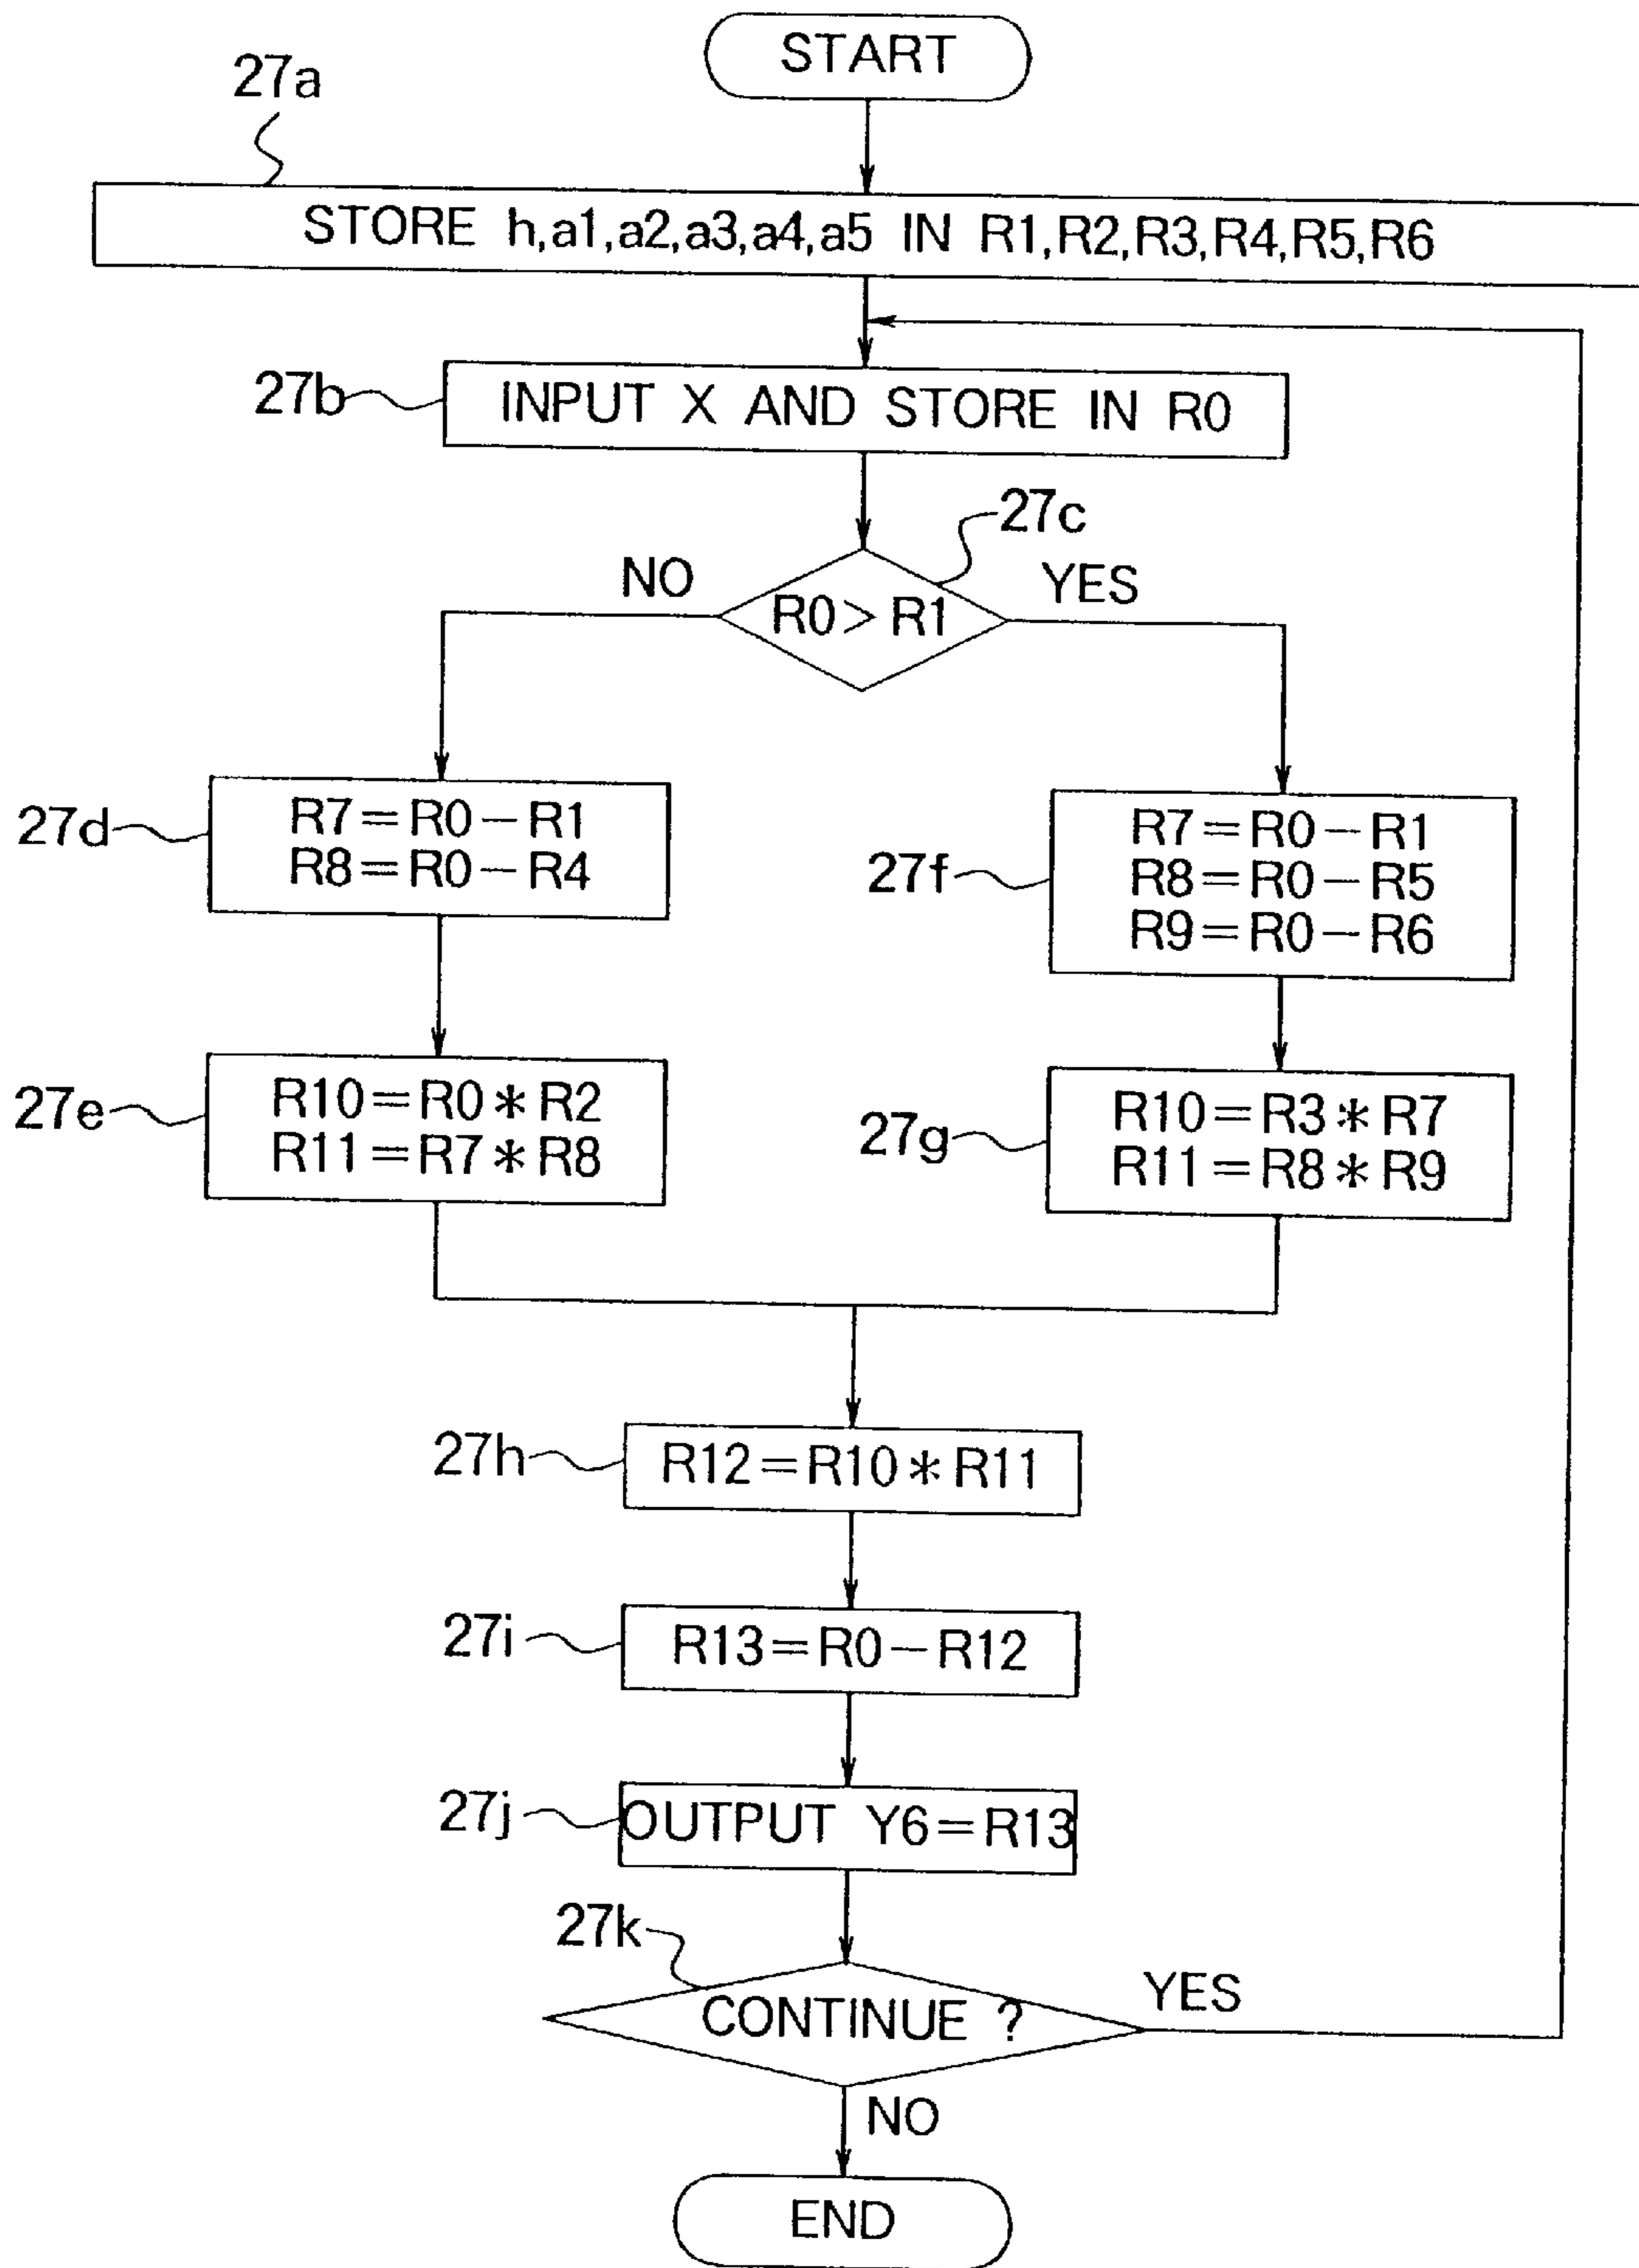 START
27a
STORE h,a1,a2,a3,a4,a5 IN R1,R2,R3,R4,R5,R6
27b
INPUT X AND STORE IN R0
27c
NO
YES
R0>R1
27d
R7=R0−R1
R8=R0−R4
27f
R7=R0−R1
R8=R0−R5
R9=R0−R6
27e
R10=R0*R2
R11=R7*R8
27g
R10=R3*R7
R11=R8*R9
27h
R12=R10*R11
27i
R13=R0−R12
27j
OUTPUT Y6=R13
27k
CONTINUE ?
YES
NO
END